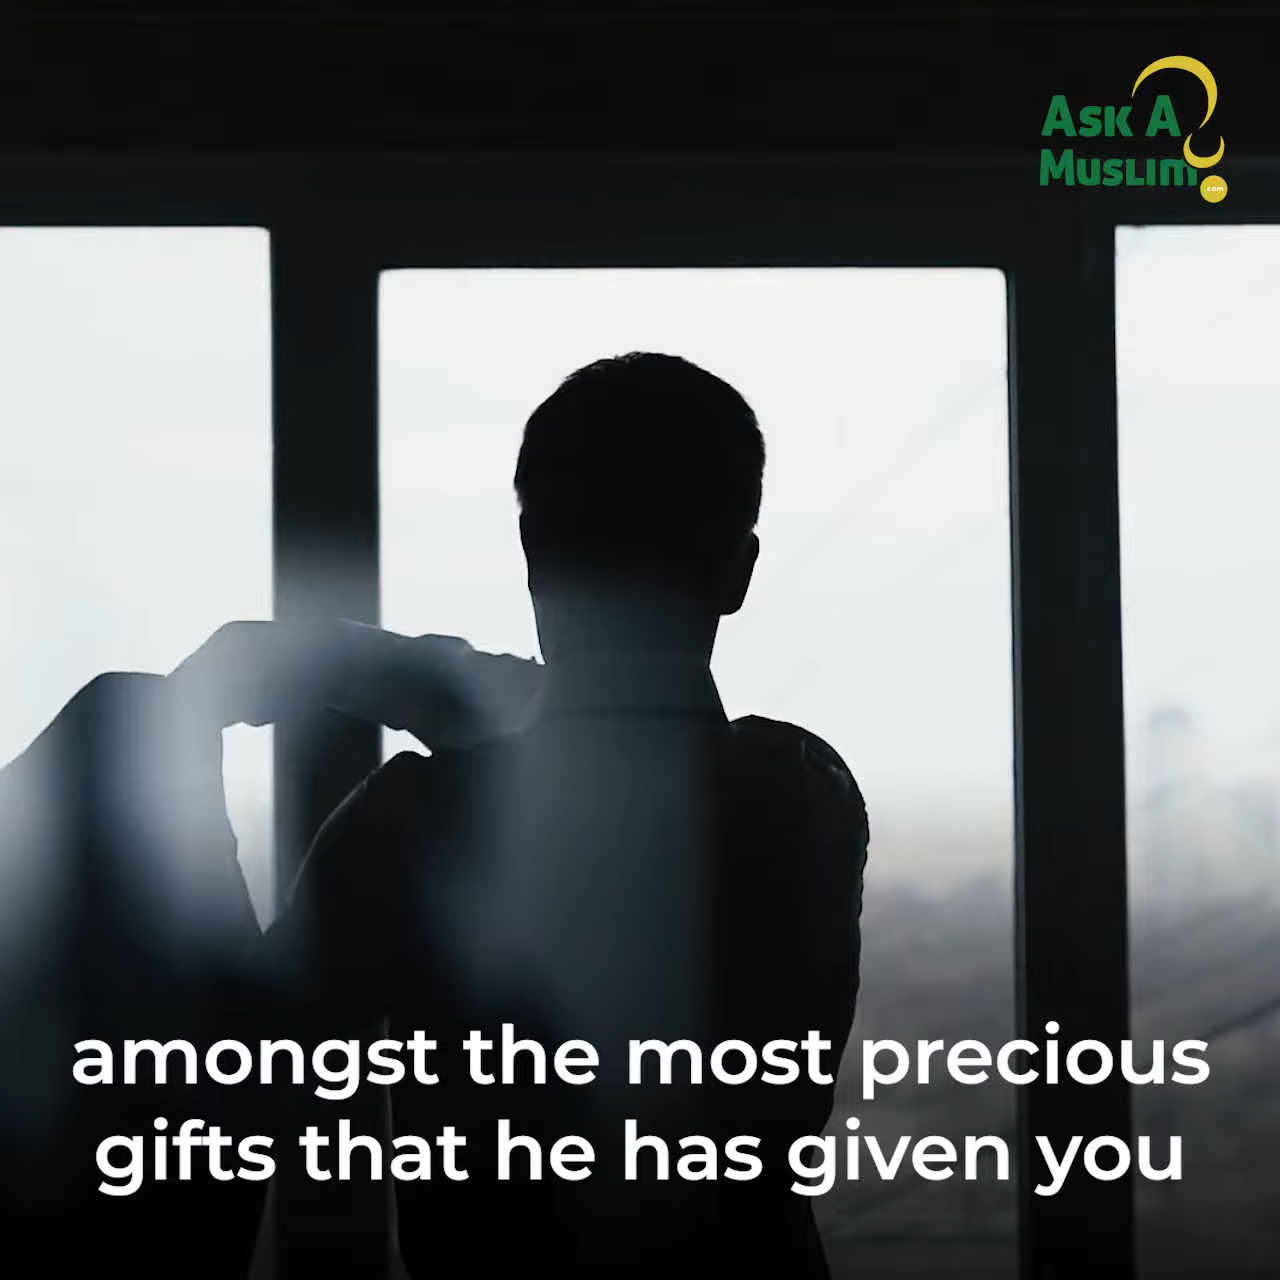 Ask A
Muslim
.com
amongst the most precious
gifts that he has given you